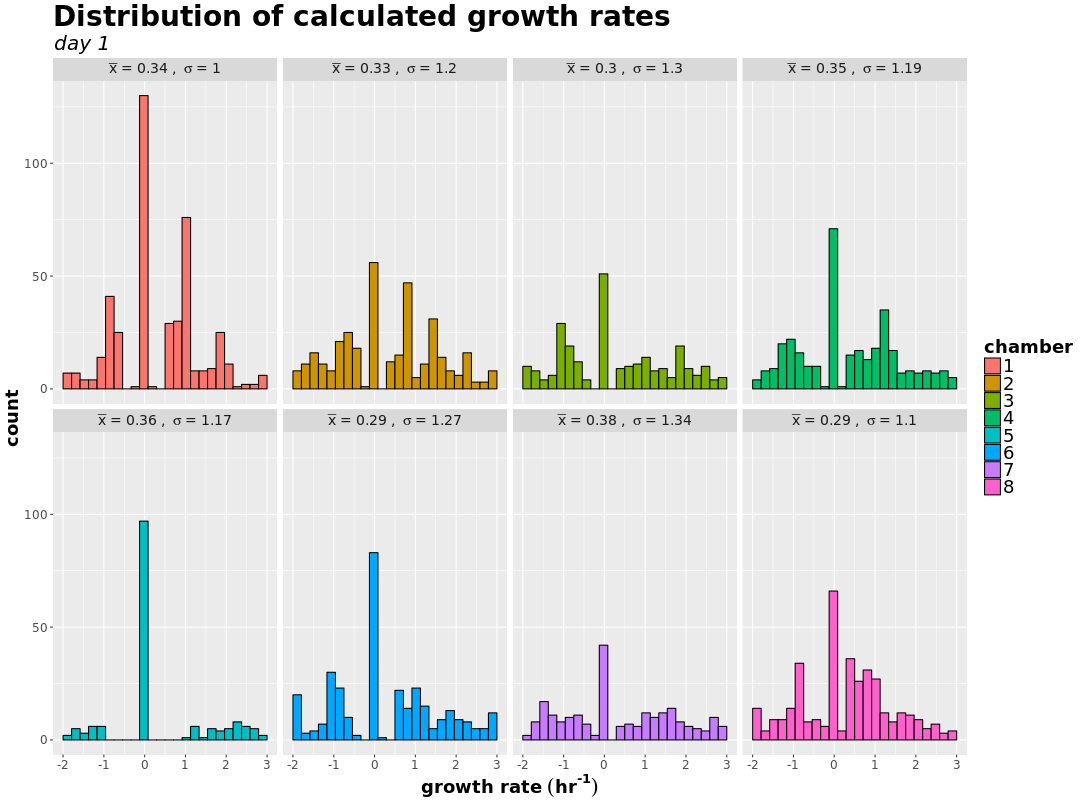 Distribution of calculated growth rates
day 1
x̅ = 0.34 , σ = 1
x̅ = 0.33 , σ = 1.2
x̅ = 0.3 , σ = 1.3
x̅ = 0.35 , σ = 1.19
100
50
0
count
x̅ = 0.36 , σ = 1.17
x̅ = 0.29 , σ = 1.27
x̅ = 0.38 , σ = 1.34
x̅ = 0.29 , σ = 1.1
100
50
0
-2 -1 0 1 2 3
-2 -1 0 1 2 3
-2 -1 0 1 2 3
-2 -1 0 1 2 3
growth rate (hr⁻¹)
chamber
1
2
3
4
5
6
7
8